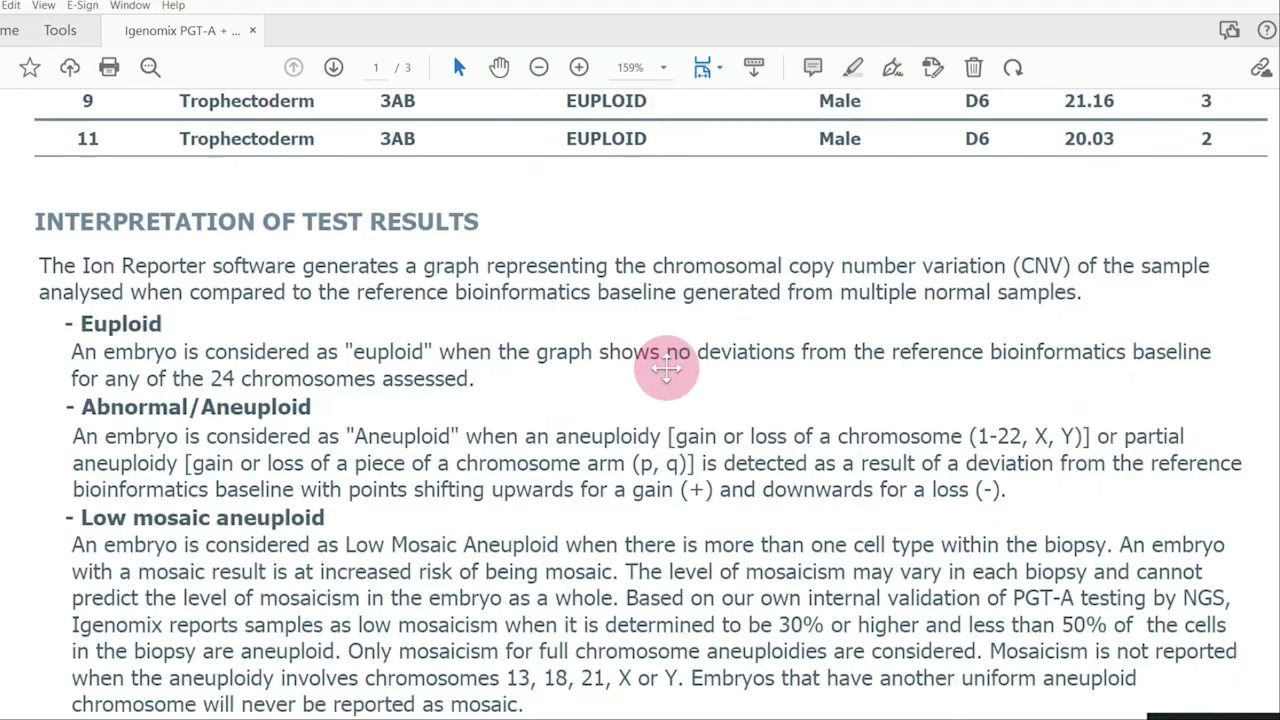 Edit View E-Sign Window Help
me Tools Igenomix PGT-A + ... ×
1 / 3 159%
9 Trophectoderm 3AB EUPLOID Male D6 21.16 3
11 Trophectoderm 3AB EUPLOID Male D6 20.03 2
INTERPRETATION OF TEST RESULTS
The Ion Reporter software generates a graph representing the chromosomal copy number variation (CNV) of the sample
analysed when compared to the reference bioinformatics baseline generated from multiple normal samples.
- Euploid
An embryo is considered as "euploid" when the graph shows no deviations from the reference bioinformatics baseline
for any of the 24 chromosomes assessed.
- Abnormal/Aneuploid
An embryo is considered as "Aneuploid" when an aneuploidy [gain or loss of a chromosome (1-22, X, Y)] or partial
aneuploidy [gain or loss of a piece of a chromosome arm (p, q)] is detected as a result of a deviation from the reference
bioinformatics baseline with points shifting upwards for a gain (+) and downwards for a loss (-).
- Low mosaic aneuploid
An embryo is considered as Low Mosaic Aneuploid when there is more than one cell type within the biopsy. An embryo
with a mosaic result is at increased risk of being mosaic. The level of mosaicism may vary in each biopsy and cannot
predict the level of mosaicism in the embryo as a whole. Based on our own internal validation of PGT-A testing by NGS,
Igenomix reports samples as low mosaicism when it is determined to be 30% or higher and less than 50% of the cells
in the biopsy are aneuploid. Only mosaicism for full chromosome aneuploidies are considered. Mosaicism is not reported
when the aneuploidy involves chromosomes 13, 18, 21, X or Y. Embryos that have another uniform aneuploid
chromosome will never be reported as mosaic.